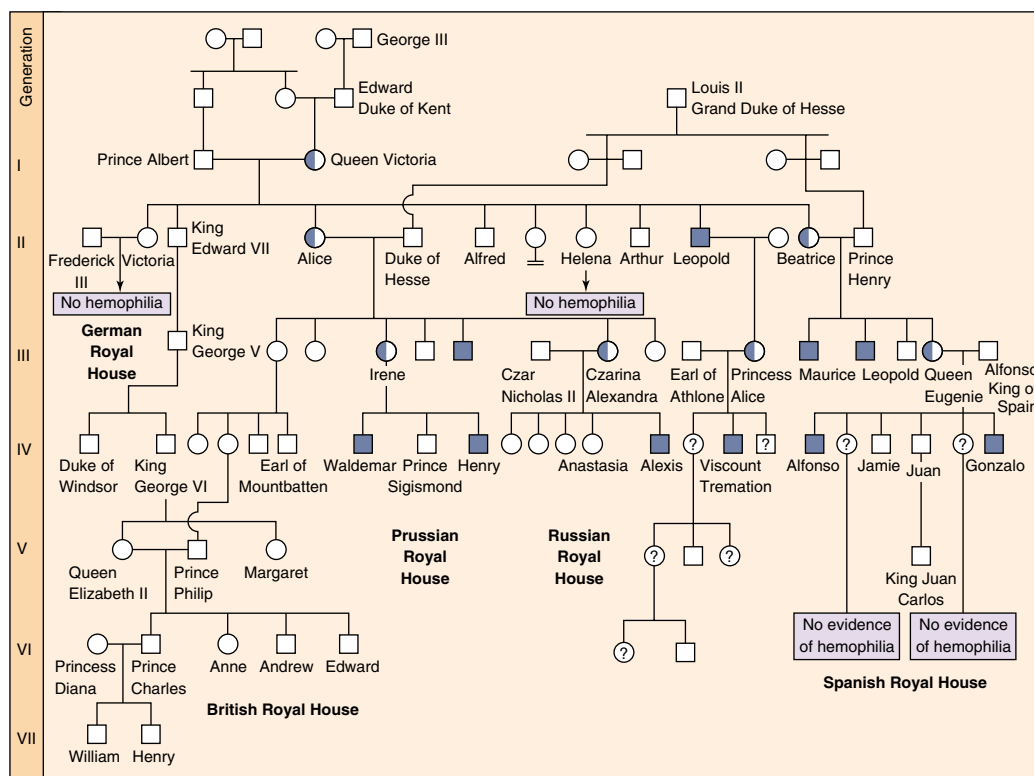 Generation
George III
Edward
Duke of Kent
Louis II
Grand Duke of Hesse
I
Prince Albert
Queen Victoria
II
King
Edward VII
Frederick
III
Victoria
Alice
Duke of
Hesse
Alfred
Helena
Arthur
Leopold
Beatrice
Prince
Henry
No hemophilia
No hemophilia
German
Royal
House
III
King
George V
Irene
Czar
Nicholas II
Czarina
Alexandra
Earl of
Athlone
Princess
Alice
Maurice
Leopold
Queen
Eugenie
Alfonso
King o
Spain
IV
? ? ? ?
Duke of
Windsor
King
George VI
Earl of
Mountbatten
Waldemar
Prince
Sigismond
Henry
Anastasia
Alexis
Viscount
Tremation
Alfonso
Jamie
Juan
Gonzalo
V
? ?
Queen
Elizabeth II
Prince
Philip
Margaret
Prussian
Royal
House
Russian
Royal
House
King Juan
Carlos
No evidence
of hemophilia
No evidence
of hemophilia
VI
?
Princess
Diana
Prince
Charles
Anne
Andrew
Edward
Spanish Royal House
British Royal House
VII
William
Henry